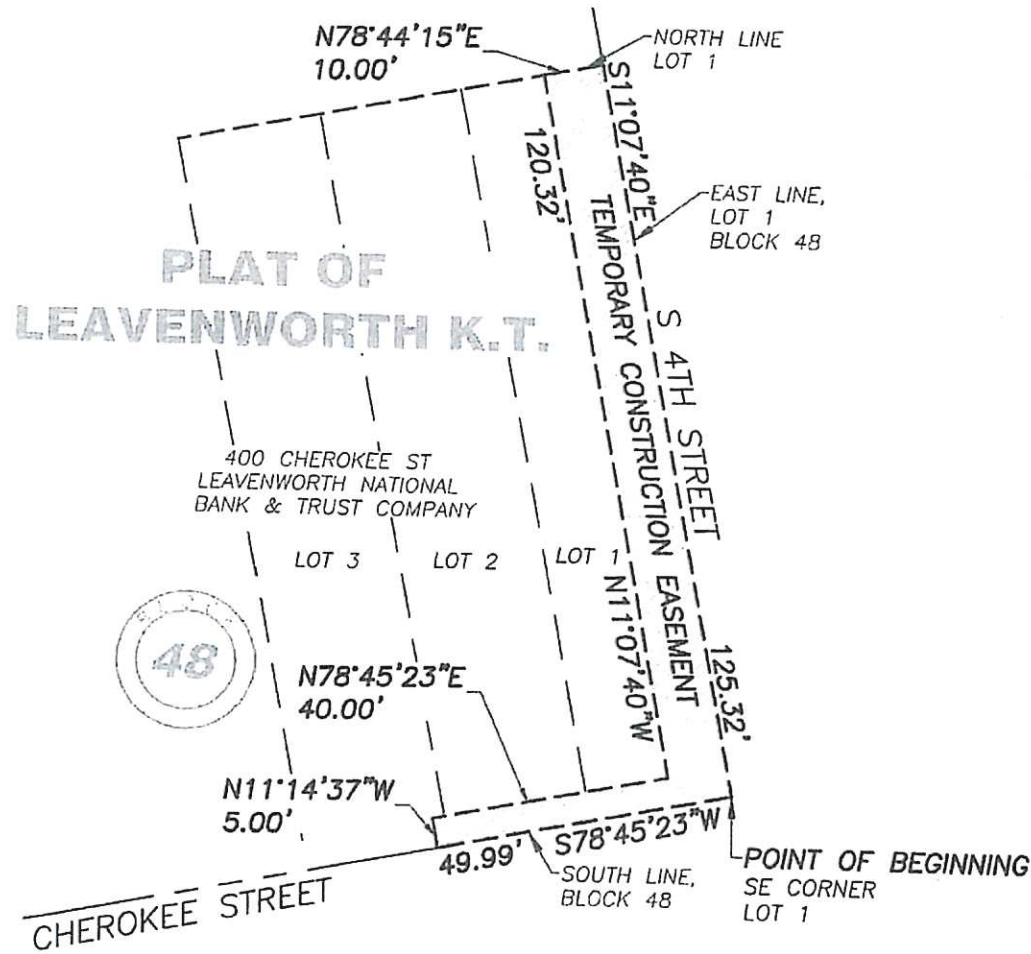 N78°44'15"E
10.00'
NORTH LINE
LOT 1
S11°07'40"E
120.32'
EAST LINE,
LOT 1
BLOCK 48
TEMPORARY CONSTRUCTION EASEMENT
S 4TH STREET
PLAT OF
LEAVENWORTH K.T.
400 CHEROKEE ST
LEAVENWORTH NATIONAL
BANK & TRUST COMPANY
LOT 3
LOT 2
LOT 1
N11°07'40"W
125.32'
BLOCK
48
N78°45'23"E
40.00'
N11°14'37"W
5.00'
49.99'
S78°45'23"W
SOUTH LINE,
BLOCK 48
POINT OF BEGINNING
SE CORNER
LOT 1
CHEROKEE STREET